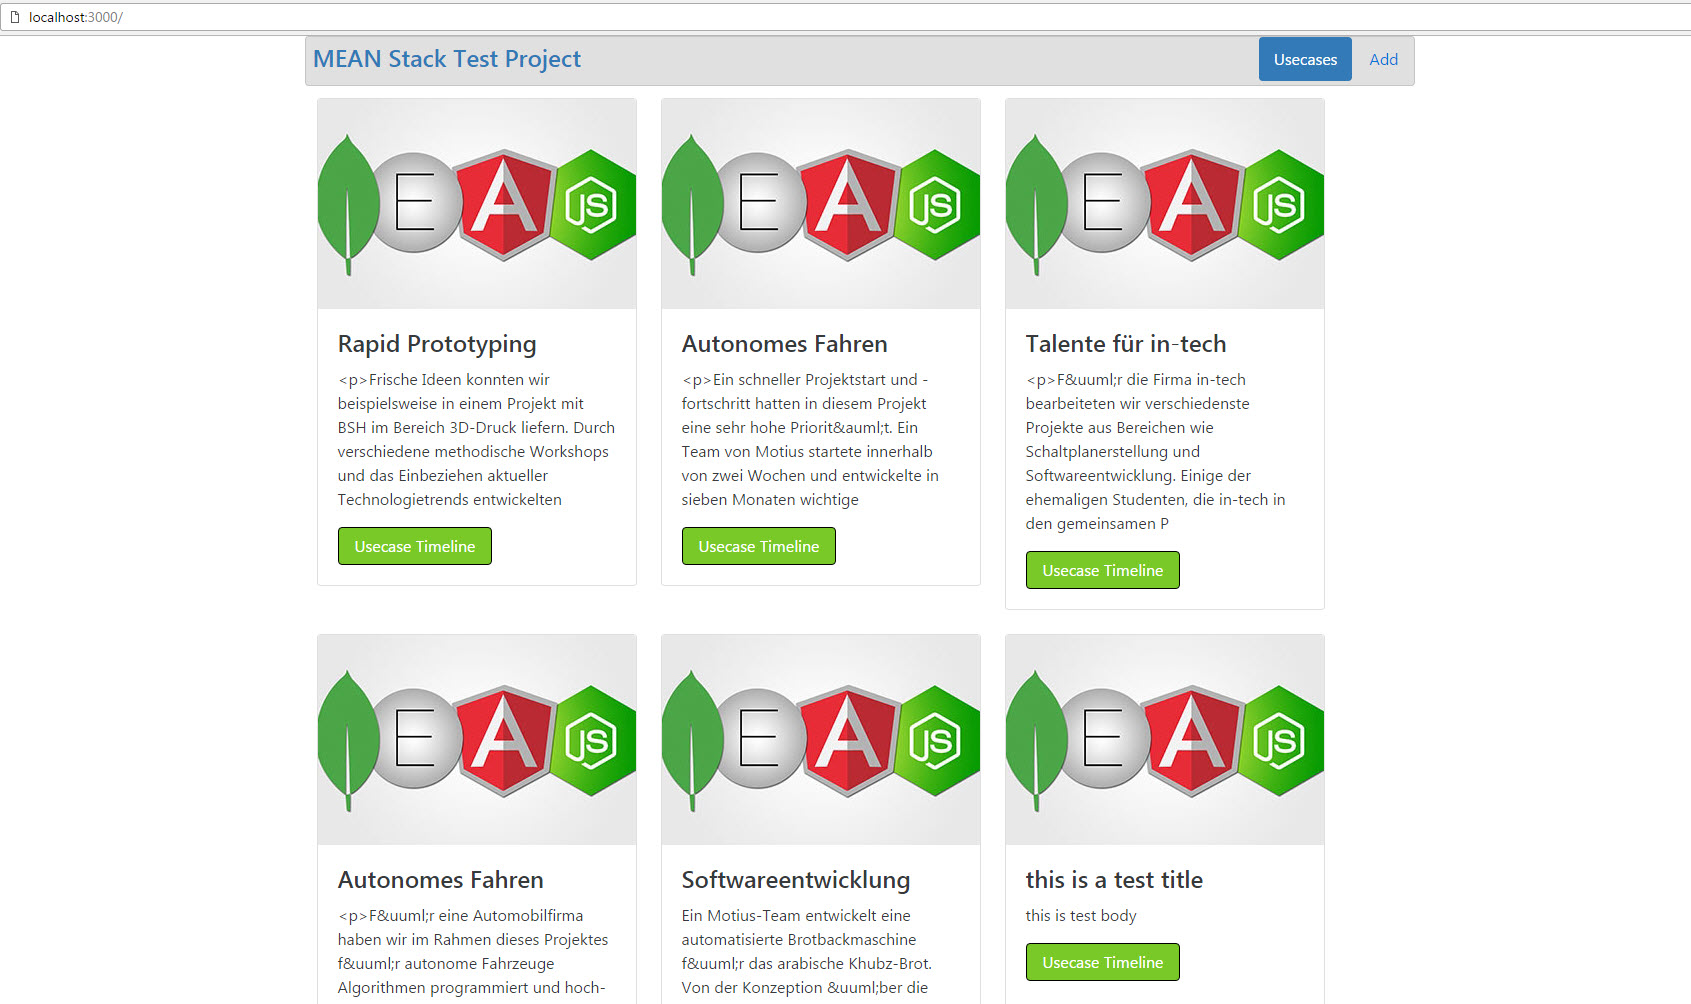 localhost:3000/
MEAN Stack Test Project
Usecases
Add
E A JS
E A JS
E A JS
Rapid Prototyping
<p>Frische Ideen konnten wir
beispielsweise in einem Projekt mit
BSH im Bereich 3D-Druck liefern. Durch
verschiedene methodische Workshops
und das Einbeziehen aktueller
Technologietrends entwickelten
Usecase Timeline
Autonomes Fahren
<p>Ein schneller Projektstart und -
fortschritt hatten in diesem Projekt
eine sehr hohe Priorit&auml;t. Ein
Team von Motius startete innerhalb
von zwei Wochen und entwickelte in
sieben Monaten wichtige
Usecase Timeline
Talente für in-tech
<p>F&uuml;r die Firma in-tech
bearbeiteten wir verschiedenste
Projekte aus Bereichen wie
Schaltplanerstellung und
Softwareentwicklung. Einige der
ehemaligen Studenten, die in-tech in
den gemeinsamen P
Usecase Timeline
E A JS
E A JS
E A JS
Autonomes Fahren
<p>F&uuml;r eine Automobilfirma
haben wir im Rahmen dieses Projektes
f&uuml;r autonome Fahrzeuge
Algorithmen programmiert und hoch-
Softwareentwicklung
Ein Motius-Team entwickelt eine
automatisierte Brotbackmaschine
f&uuml;r das arabische Khubz-Brot.
Von der Konzeption &uuml;ber die
this is a test title
this is test body
Usecase Timeline